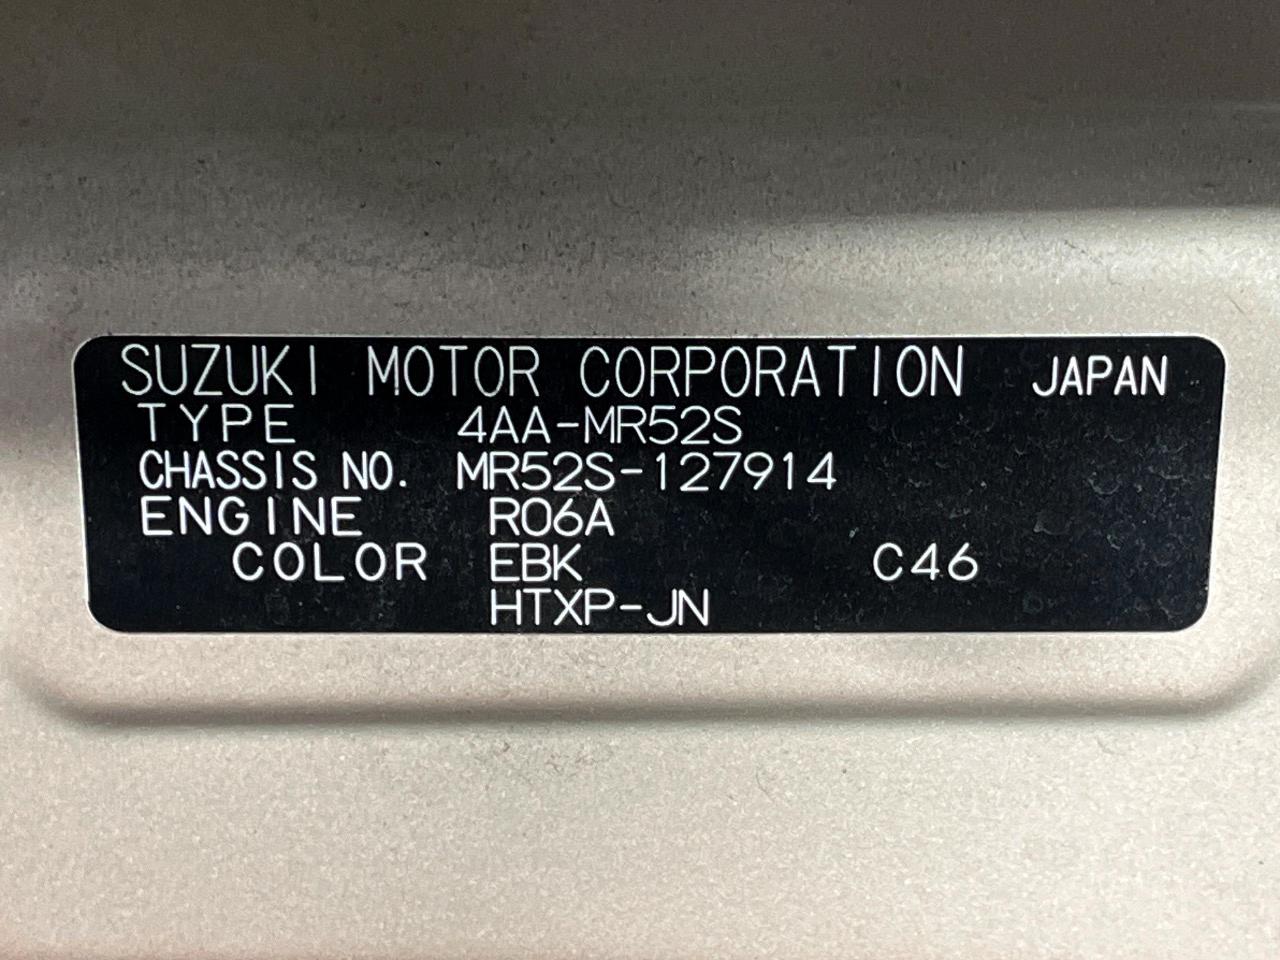 SUZUKI MOTOR CORPORATION JAPAN
TYPE 4AA-MR52S
CHASSIS NO. MR52S-127914
ENGINE R06A
COLOR EBK C46
HTXP-JN